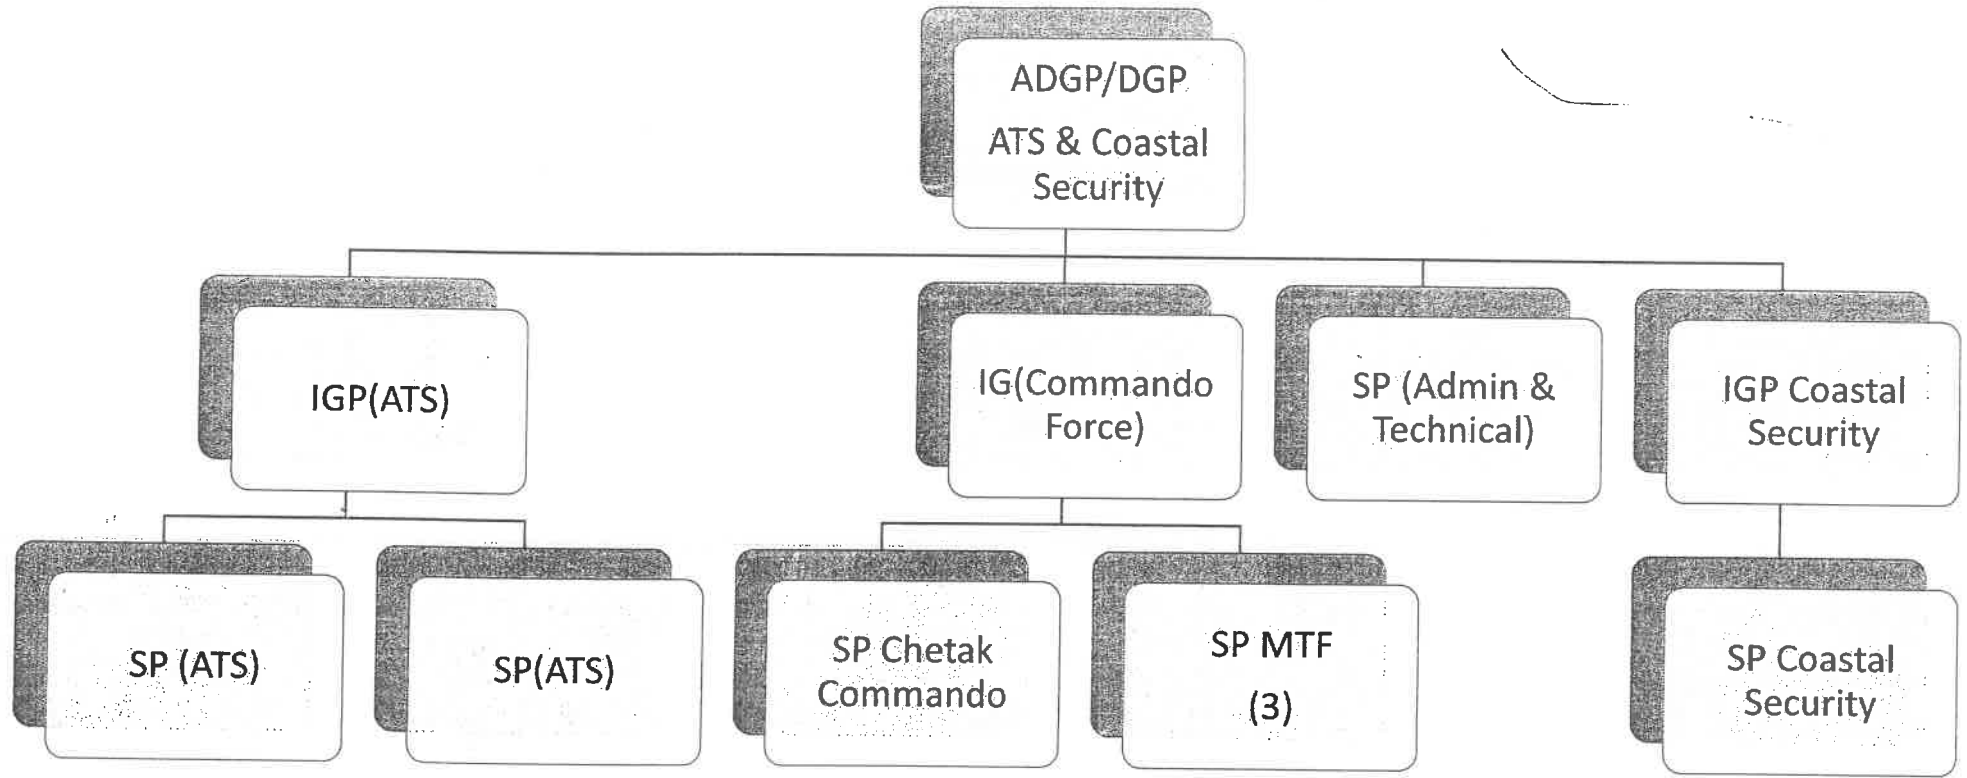 ADGP/DGP
ATS & Coastal
Security
IGP(ATS)
IG(Commando
Force)
SP (Admin &
Technical)
IGP Coastal
Security
SP (ATS)
SP(ATS)
SP Chetak
Commando
SP MTF
(3)
SP Coastal
Security